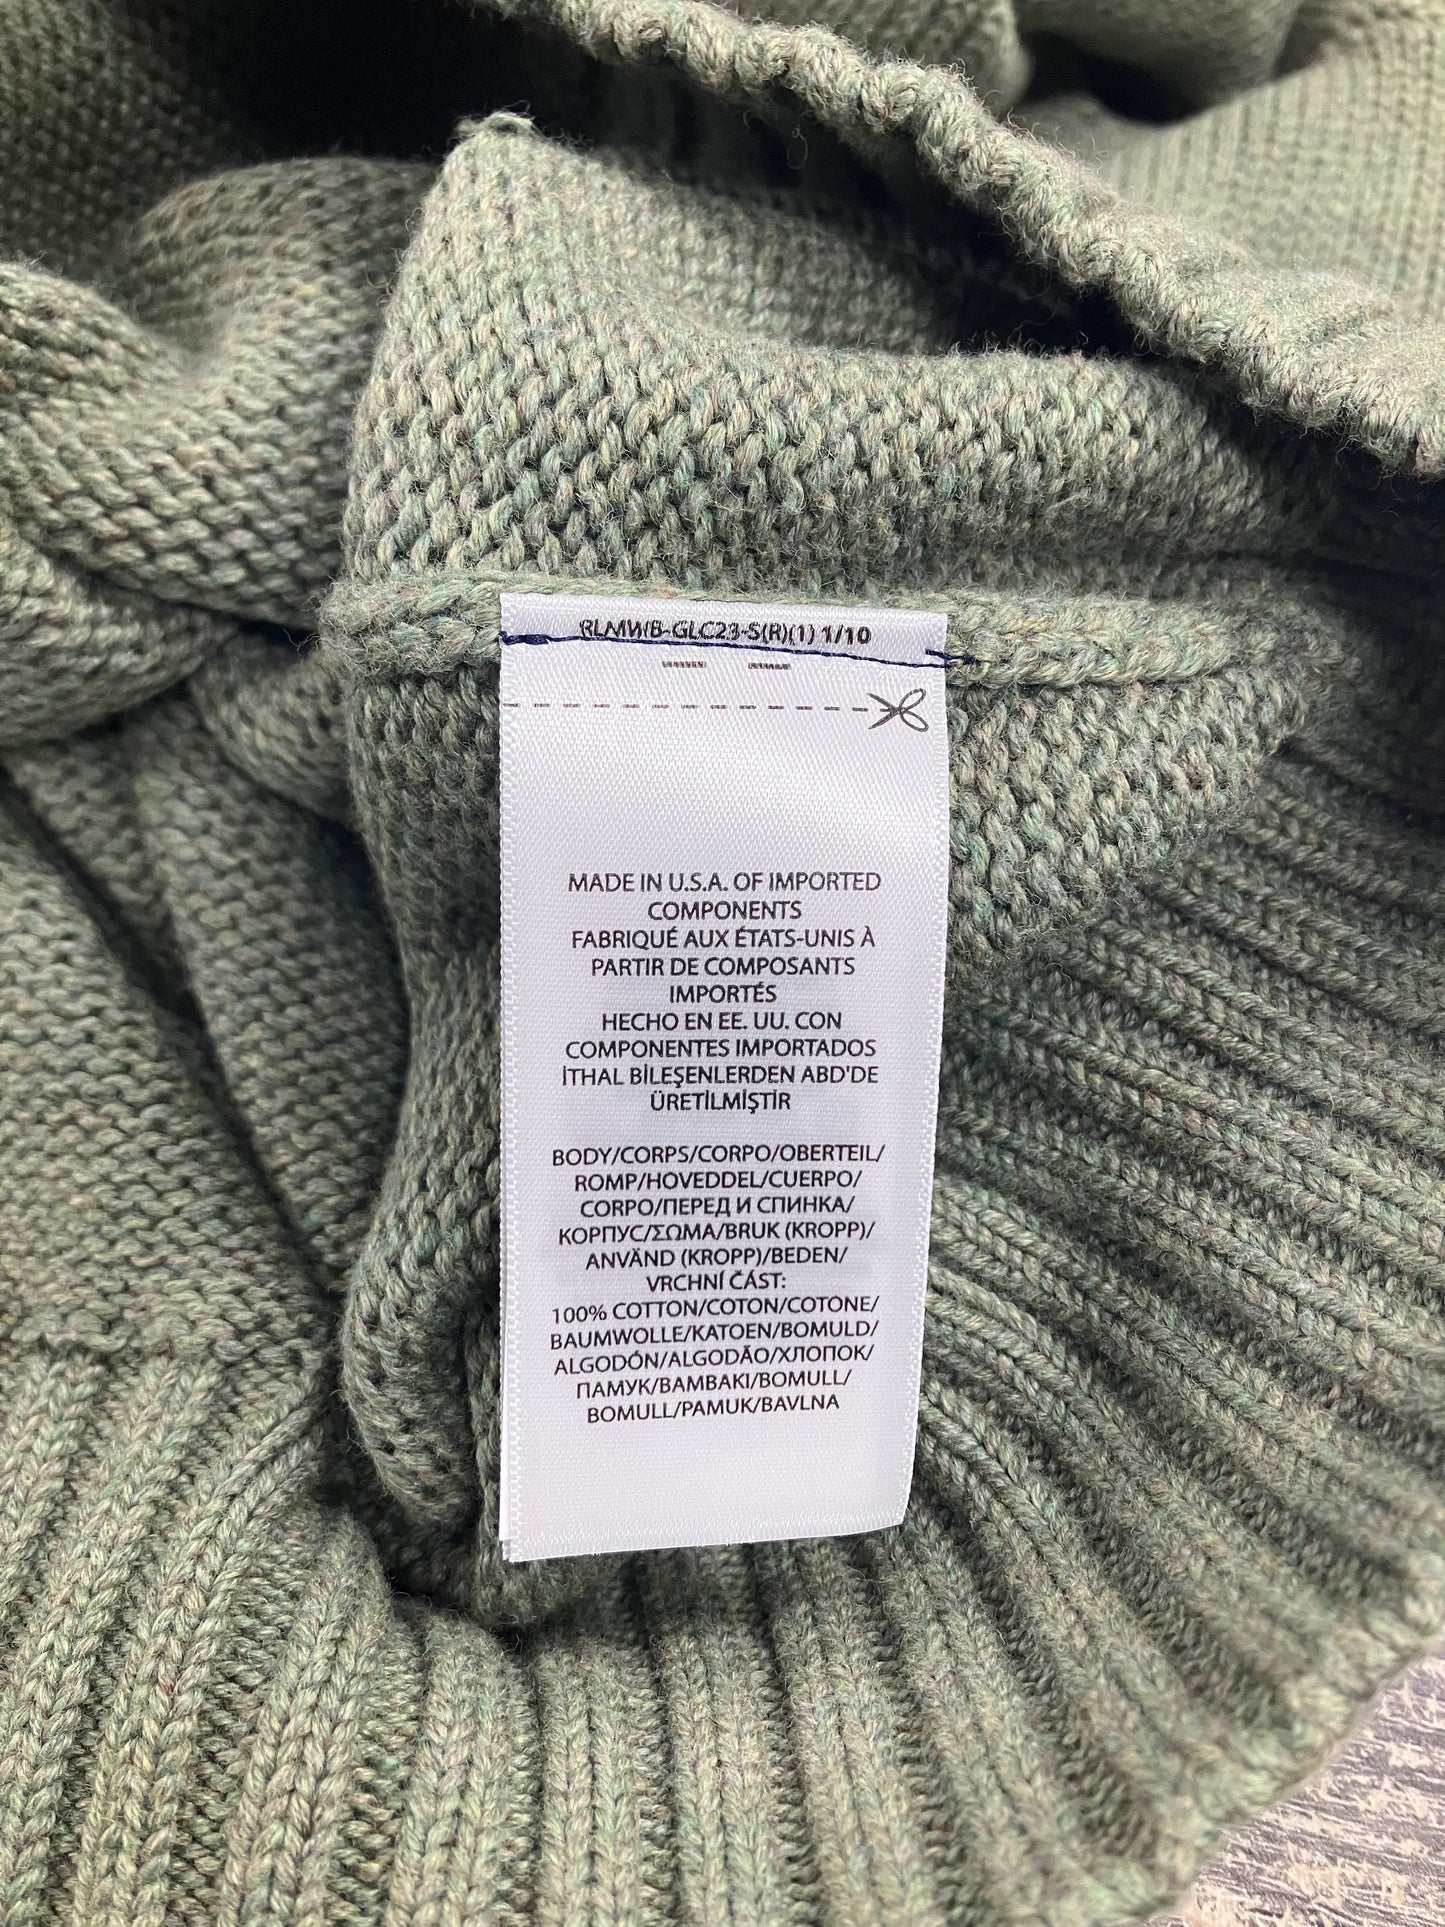 RLMWB-GLC23-S(R)(1) 1/10
MADE IN U.S.A. OF IMPORTED
COMPONENTS
FABRIQUÉ AUX ÉTATS-UNIS À
PARTIR DE COMPOSANTS
IMPORTÉS
HECHO EN EE. UU. CON
COMPONENTES IMPORTADOS
İTHAL BİLEŞENLERDEN ABD'DE
ÜRETİLMİŞTİR
BODY/CORPS/CORPO/OBERTEIL/
ROMP/HOVEDDEL/CUERPO/
CORPO/ПЕРЕД И СПИНКА/
КОРПУС/ΣΩΜΑ/BRUK (KROPP)/
ANVÄND (KROPP)/BEDEN/
VRCHNÍ ČÁST:
100% COTTON/COTON/COTONE/
BAUMWOLLE/KATOEN/BOMULD/
ALGODÓN/ALGODÃO/ХЛОПОК/
ПАМУК/ΒΑΜΒΑΚΙ/BOMULL/
BOMULL/PAMUK/BAVLNA